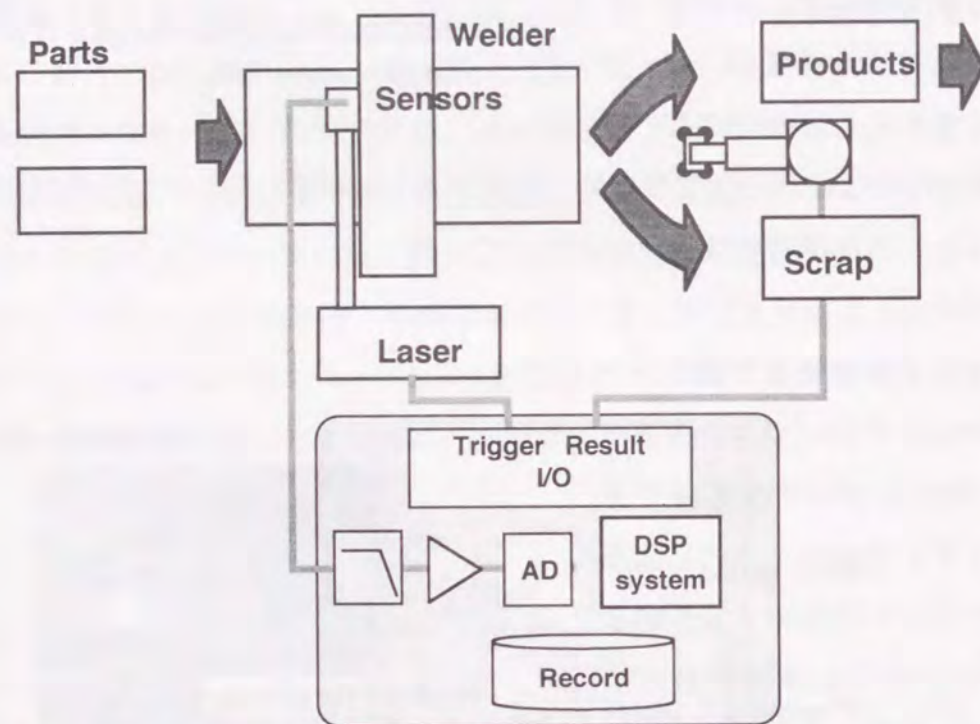 Parts
Welder
Sensors
Products
Scrap
Laser
Trigger Result
I/O
AD
DSP
system
Record